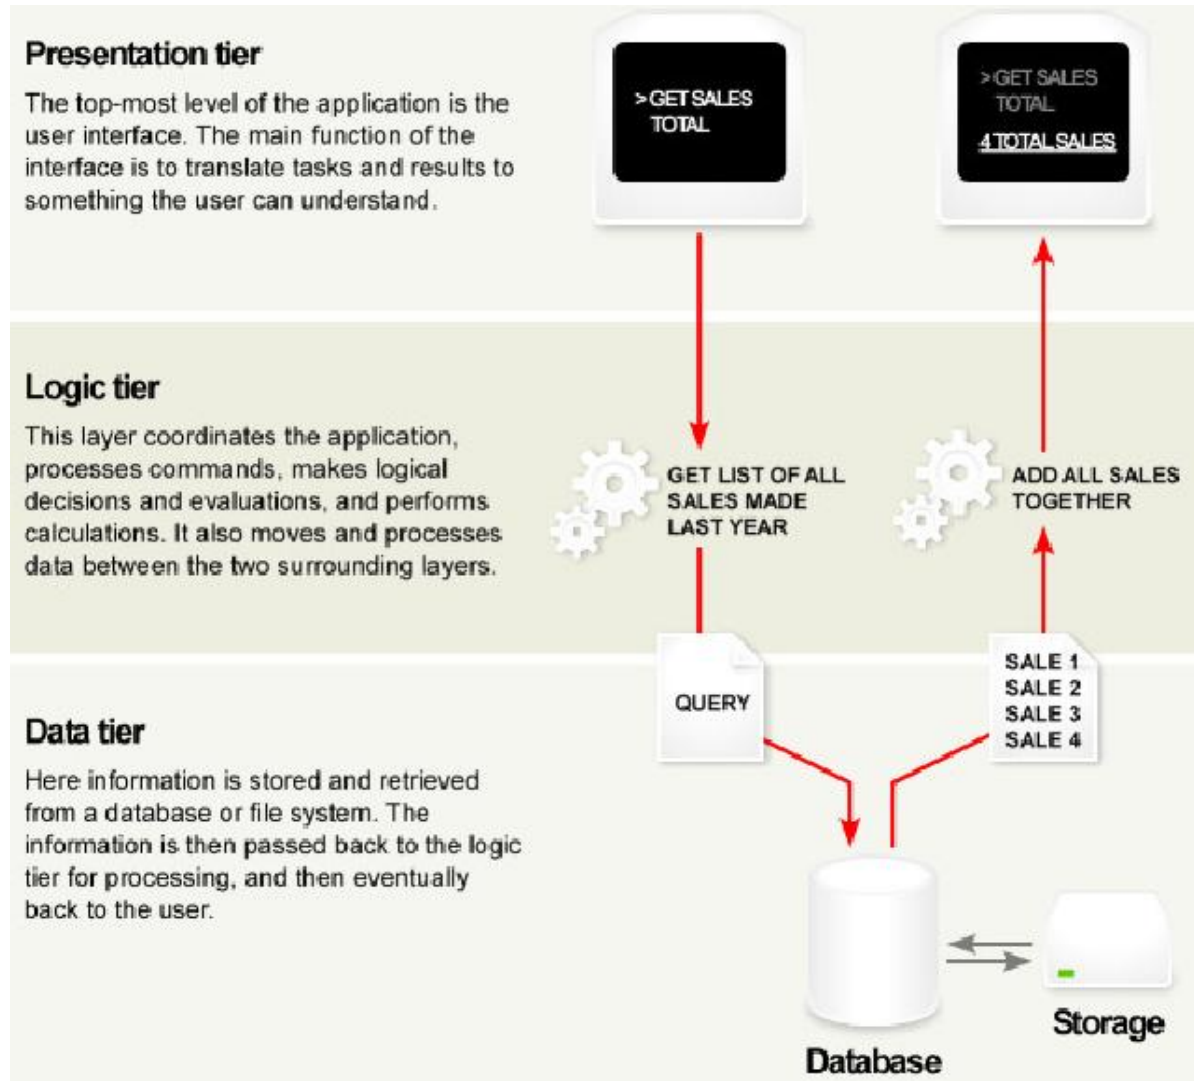 Presentation tier
The top-most level of the application is the
user interface. The main function of the
interface is to translate tasks and results to
something the user can understand.
>GET SALES
TOTAL
>GET SALES
TOTAL
4 TOTAL SALES
Logic tier
This layer coordinates the application,
processes commands, makes logical
decisions and evaluations, and performs
calculations. It also moves and processes
data between the two surrounding layers.
GET LIST OF ALL
SALES MADE
LAST YEAR
ADD ALL SALES
TOGETHER
QUERY
SALE 1
SALE 2
SALE 3
SALE 4
Data tier
Here information is stored and retrieved
from a database or file system. The
information is then passed back to the logic
tier for processing, and then eventually
back to the user.
Database
Storage